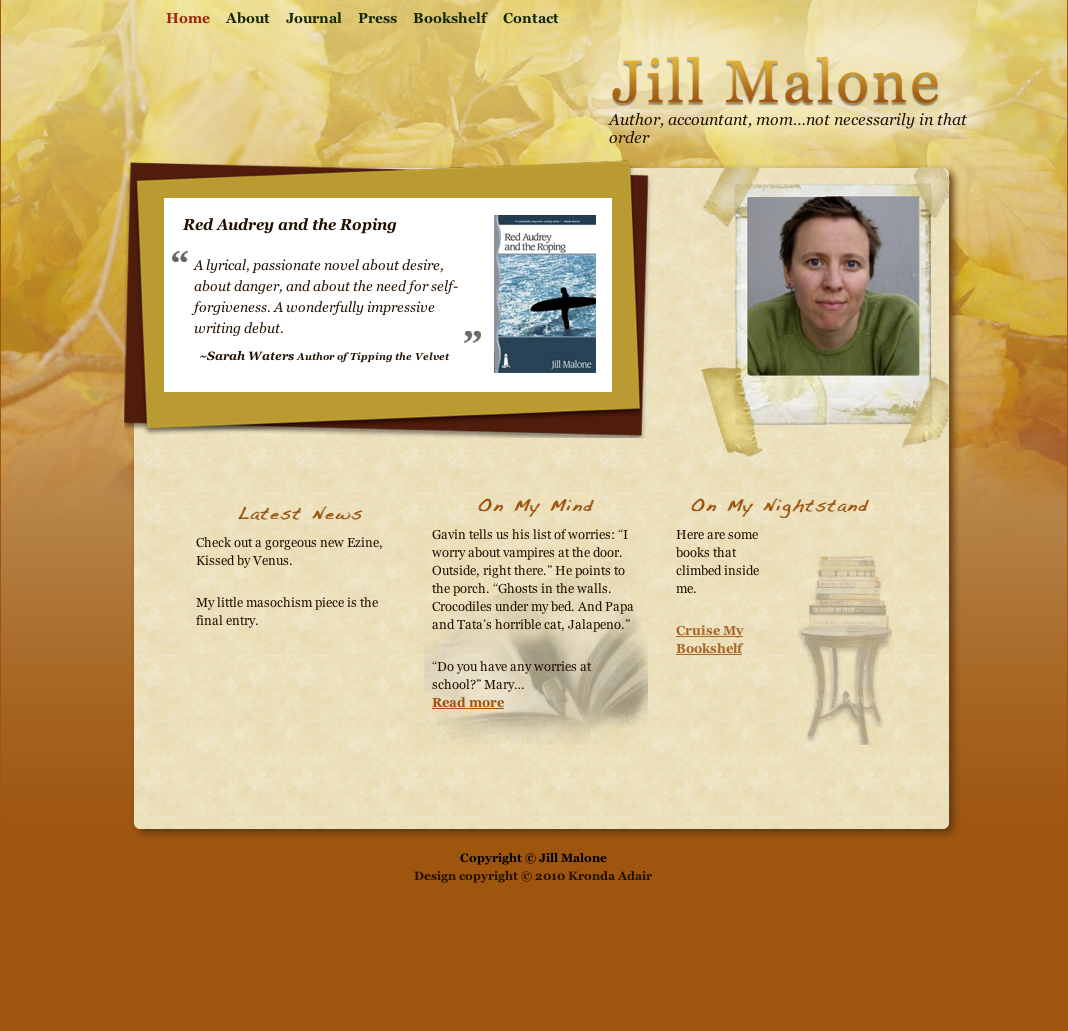 Home About Journal Press Bookshelf Contact
Jill Malone
Author, accountant, mom...not necessarily in that
order
Red Audrey and the Roping
“ A lyrical, passionate novel about desire,
about danger, and about the need for self-
forgiveness. A wonderfully impressive
writing debut. ”
~Sarah Waters Author of Tipping the Velvet
Red Audrey
and the Roping
Jill Malone
Latest News
Check out a gorgeous new Ezine,
Kissed by Venus.
My little masochism piece is the
final entry.
On My Mind
Gavin tells us his list of worries: “I
worry about vampires at the door.
Outside, right there.” He points to
the porch. “Ghosts in the walls.
Crocodiles under my bed. And Papa
and Tata’s horrible cat, Jalapeno.”
“Do you have any worries at
school?” Mary...
Read more
On My Nightstand
Here are some
books that
climbed inside
me.
Cruise My
Bookshelf
Copyright © Jill Malone
Design copyright © 2010 Kronda Adair